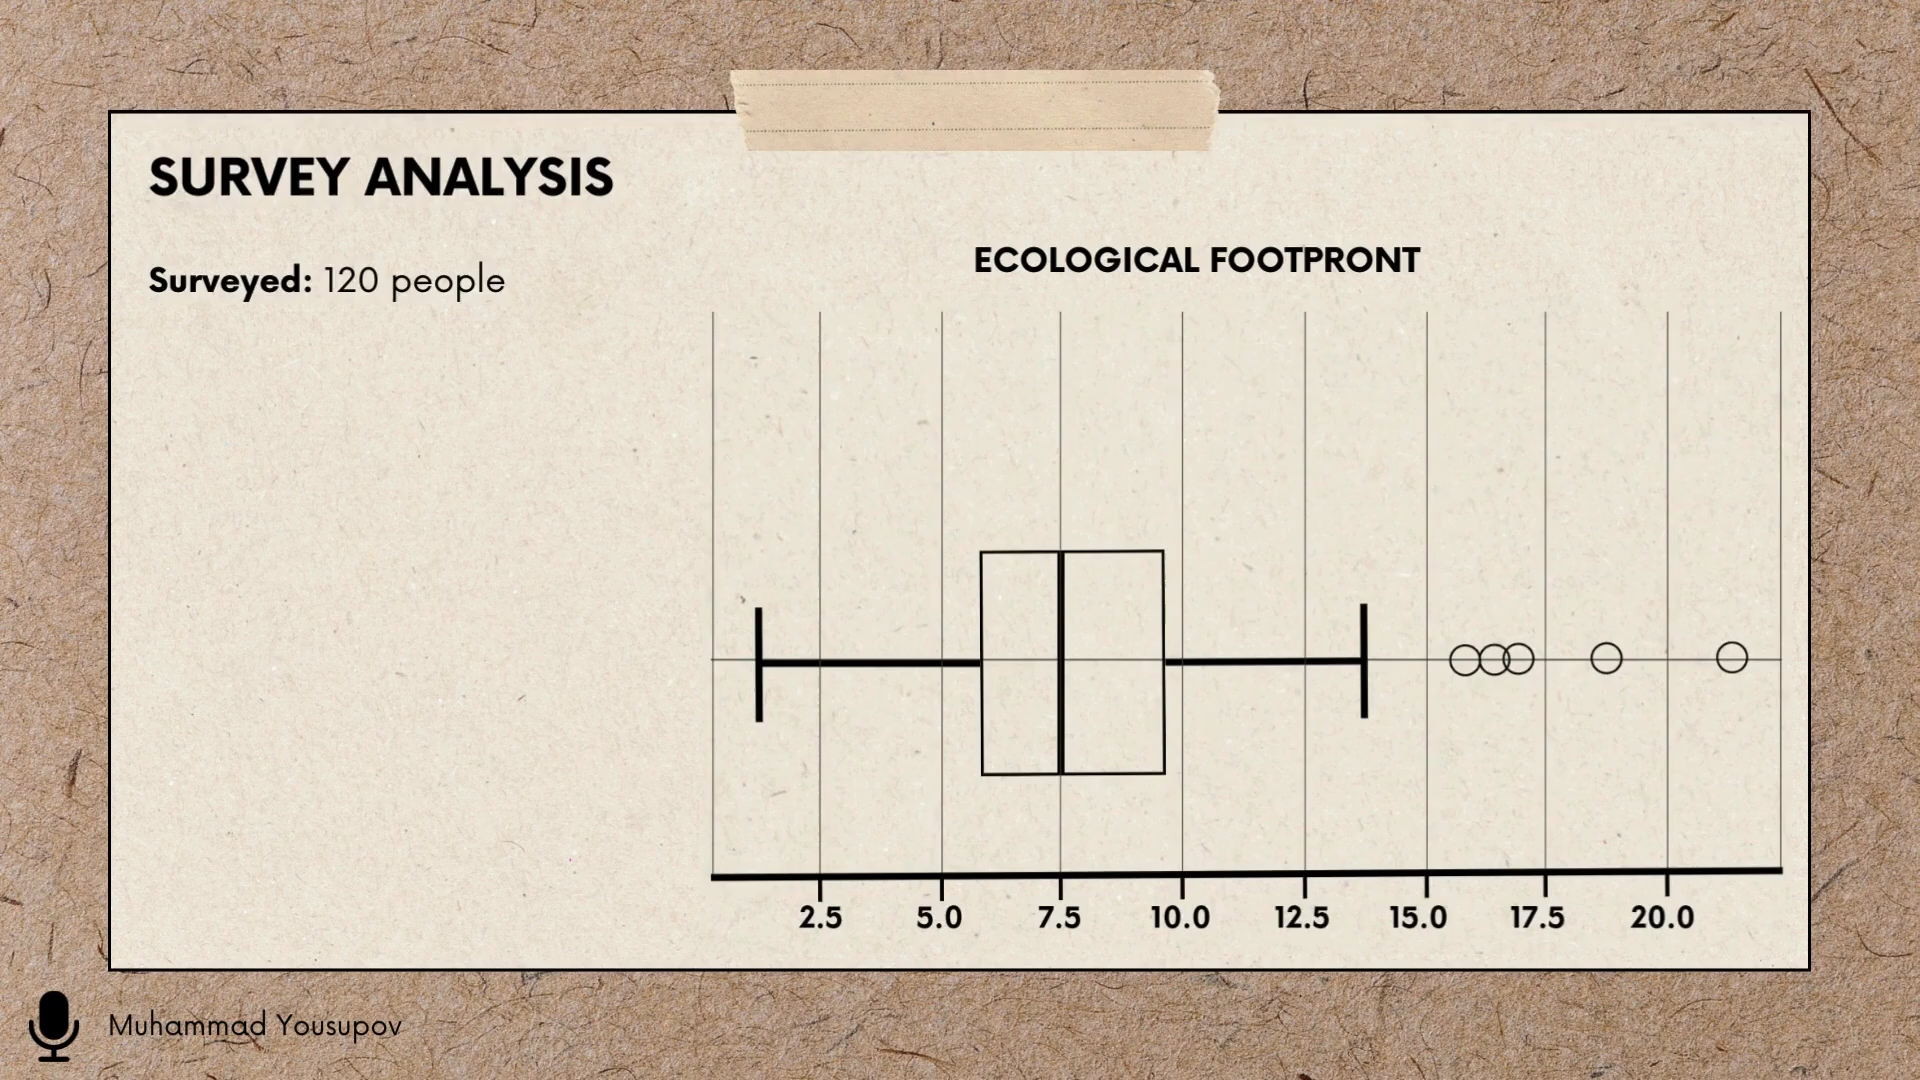 SURVEY ANALYSIS
Surveyed: 120 people
ECOLOGICAL FOOTPRONT
2.5 5.0 7.5 10.0 12.5 15.0 17.5 20.0
Muhammad Yousupov